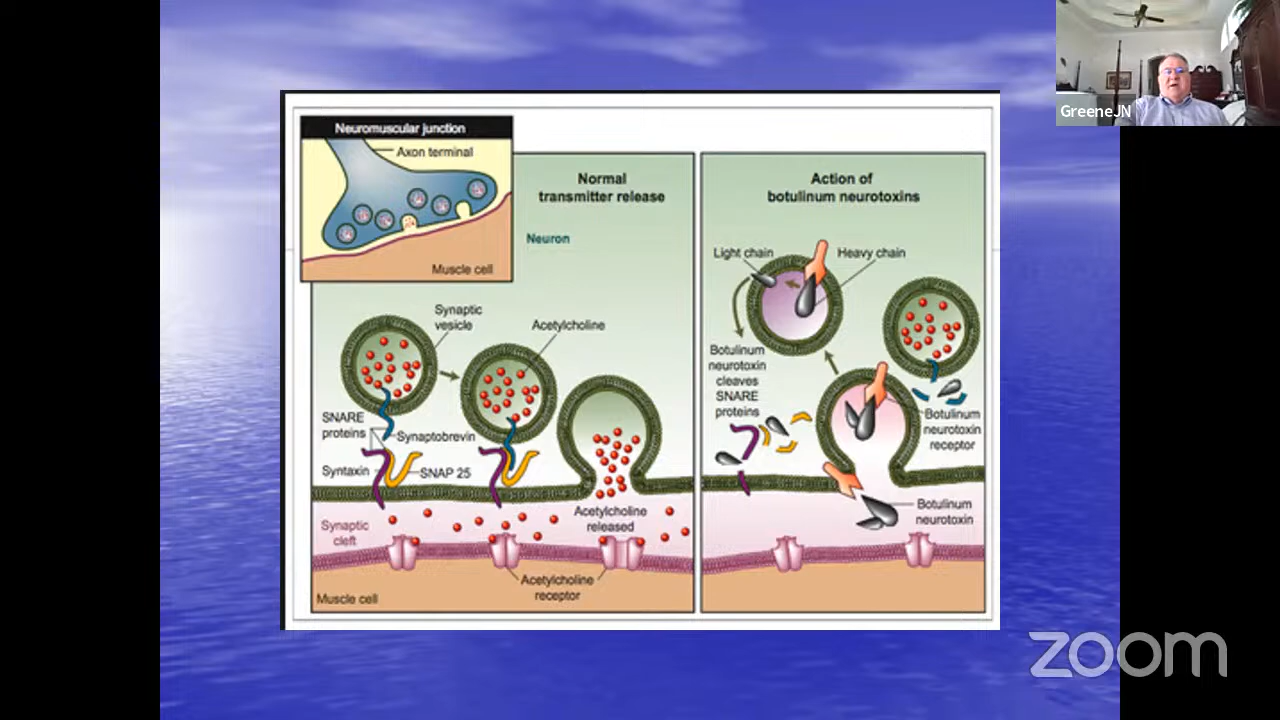 GreeneJN
Neuromuscular junction
Axon terminal
Muscle cell
Normal
transmitter release
Neuron
Synaptic
vesicle
Acetylcholine
SNARE
proteins
Synaptobrevin
Syntaxin
SNAP 25
Acetylcholine
released
Synaptic
cleft
Acetylcholine
receptor
Muscle cell
Action of
botulinum neurotoxins
Light chain
Heavy chain
Botulinum
neurotoxin
cleaves
SNARE
proteins
Botulinum
neurotoxin
receptor
Botulinum
neurotoxin
zoom